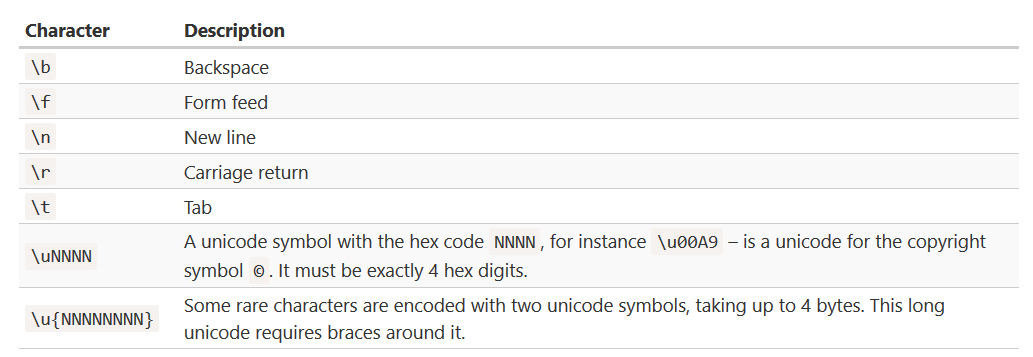 Character Description
\b Backspace
\f Form feed
\n New line
\r Carriage return
\t Tab
\uNNNN A unicode symbol with the hex code NNNN, for instance \u00A9 – is a unicode for the copyright
symbol ©. It must be exactly 4 hex digits.
\u{NNNNNNNN} Some rare characters are encoded with two unicode symbols, taking up to 4 bytes. This long
unicode requires braces around it.